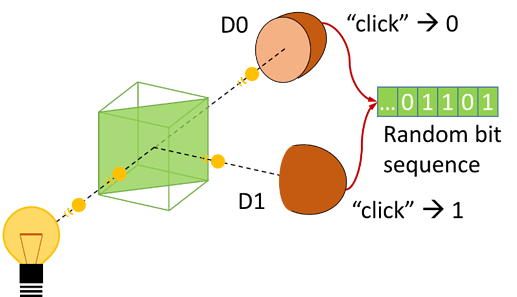 D0
“click” → 0
...01101
Random bit
sequence
D1
“click” → 1